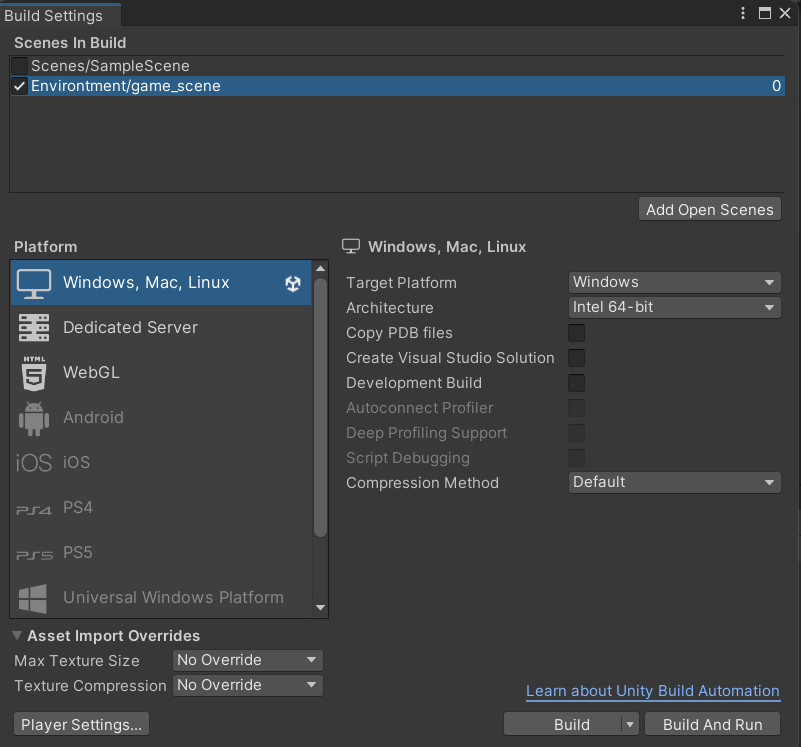 Build Settings
Scenes In Build
Scenes/SampleScene
Environtment/game_scene 0
Add Open Scenes
Platform
Windows, Mac, Linux
Dedicated Server
HTML 5 WebGL
Android
iOS iOS
PS4 PS4
PS5 PS5
Universal Windows Platform
Windows, Mac, Linux
Target Platform Windows
Architecture Intel 64-bit
Copy PDB files
Create Visual Studio Solution
Development Build
Autoconnect Profiler
Deep Profiling Support
Script Debugging
Compression Method Default
Asset Import Overrides
Max Texture Size No Override
Texture Compression No Override
Learn about Unity Build Automation
Player Settings... Build Build And Run